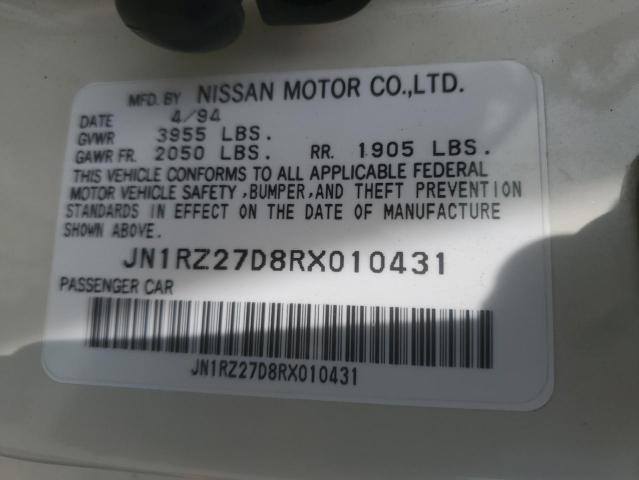 MFD. BY NISSAN MOTOR CO.,LTD.
DATE 4/94
GVWR 3955 LBS.
GAWR FR. 2050 LBS. RR. 1905 LBS.
THIS VEHICLE CONFORMS TO ALL APPLICABLE FEDERAL
MOTOR VEHICLE SAFETY ,BUMPER,AND THEFT PREVENTION
STANDARDS IN EFFECT ON THE DATE OF MANUFACTURE
SHOWN ABOVE.
JN1RZ27D8RX010431
PASSENGER CAR
JN1RZ27D8RX010431